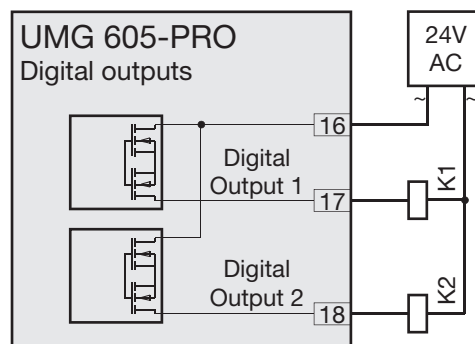 UMG 605-PRO
Digital outputs
24V
AC
~ ~
16
Digital
Output 1
17
K1
Digital
Output 2
18
K2